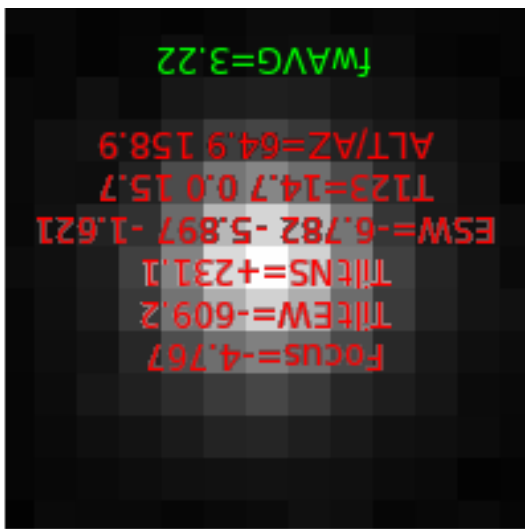 Focus=-4.767
TiltEW=-609.2
TiltNS=+231.1
ESW=-6.782 -5.897 -1.621
T123=14.7 0.0 15.7
ALT/AZ=64.9 158.9
fwAVG=3.22